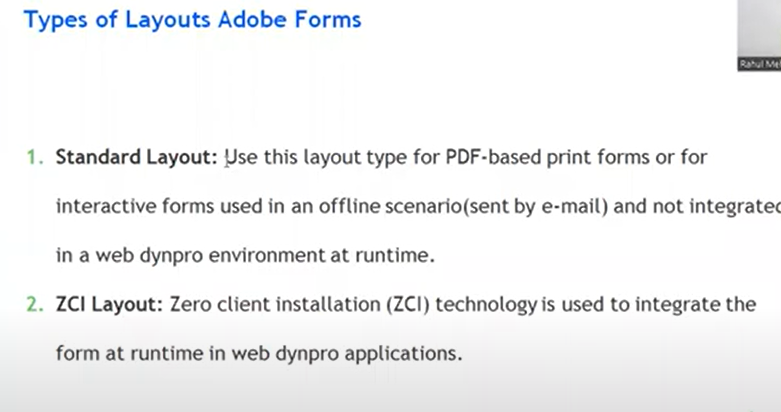 Types of Layouts Adobe Forms
Rahul Me
1. Standard Layout: Use this layout type for PDF-based print forms or for
interactive forms used in an offline scenario(sent by e-mail) and not integrated
in a web dynpro environment at runtime.
2. ZCI Layout: Zero client installation (ZCI) technology is used to integrate the
form at runtime in web dynpro applications.